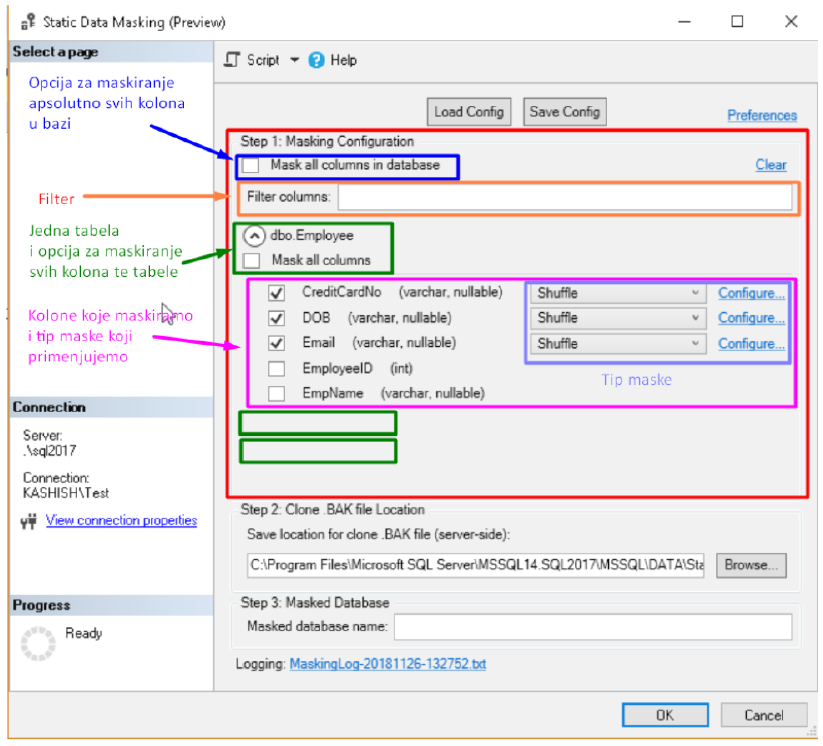 Static Data Masking (Preview)
Select a page
Script
Help
Opcija za maskiranje
apsolutno svih kolona
u bazi
Load Config
Save Config
Preferences
Step 1: Masking Configuration
Mask all columns in database
Clear
Filter
Filter columns:
Jedna tabela
i opcija za maskiranje
svih kolona te tabele
dbo.Employee
Mask all columns
Kolone koje maskiramo
i tip maske koji
primenjujemo
CreditCardNo (varchar, nullable) Shuffle Configure...
DOB (varchar, nullable) Shuffle Configure...
Email (varchar, nullable) Shuffle Configure...
EmployeeID (int)
EmpName (varchar, nullable)
Tip maske
Connection
Server:
.\sql2017
Connection:
KASHISH\Test
View connection properties
Step 2: Clone .BAK file Location
Save location for clone .BAK file (server-side):
C:\Program Files\Microsoft SQL Server\MSSQL14.SQL2017\MSSQL\DATA\Sta
Browse...
Progress
Ready
Step 3: Masked Database
Masked database name:
Logging: MaskingLog-20181126-132752.txt
OK
Cancel